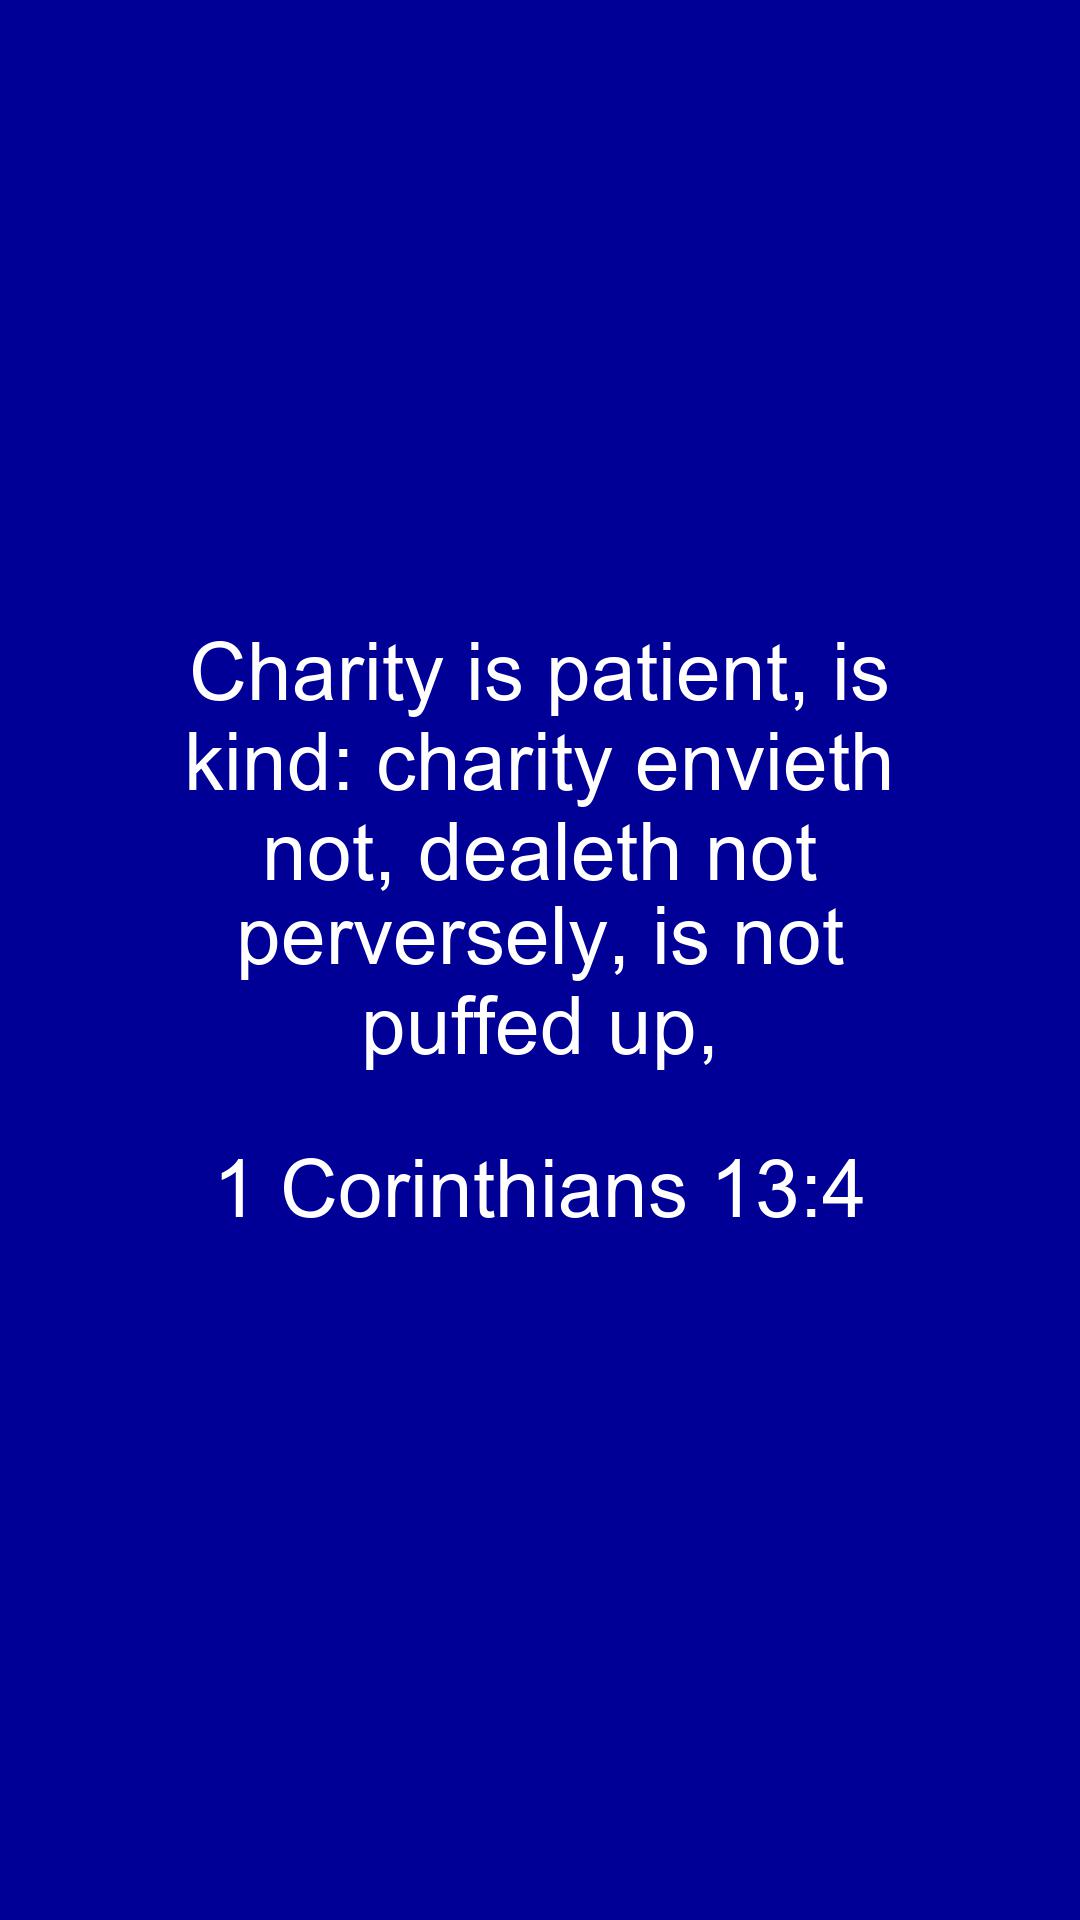 Charity is patient, is
kind: charity envieth
not, dealeth not
perversely, is not
puffed up,
1 Corinthians 13:4